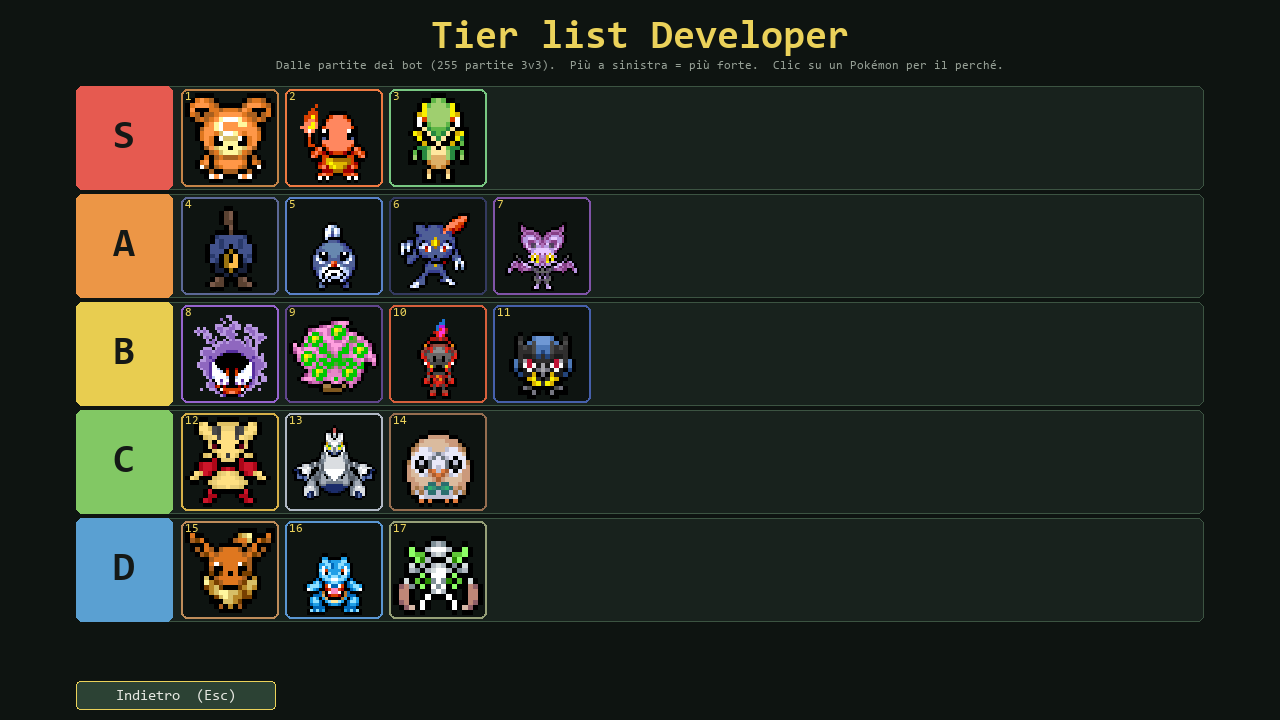 Tier list Developer
Dalle partite dei bot (255 partite 3v3).  Più a sinistra = più forte.  Clic su un Pokémon per il perché.
S
1 2 3
A
4 5 6 7
B
8 9 10 11
C
12 13 14
D
15 16 17
Indietro  (Esc)